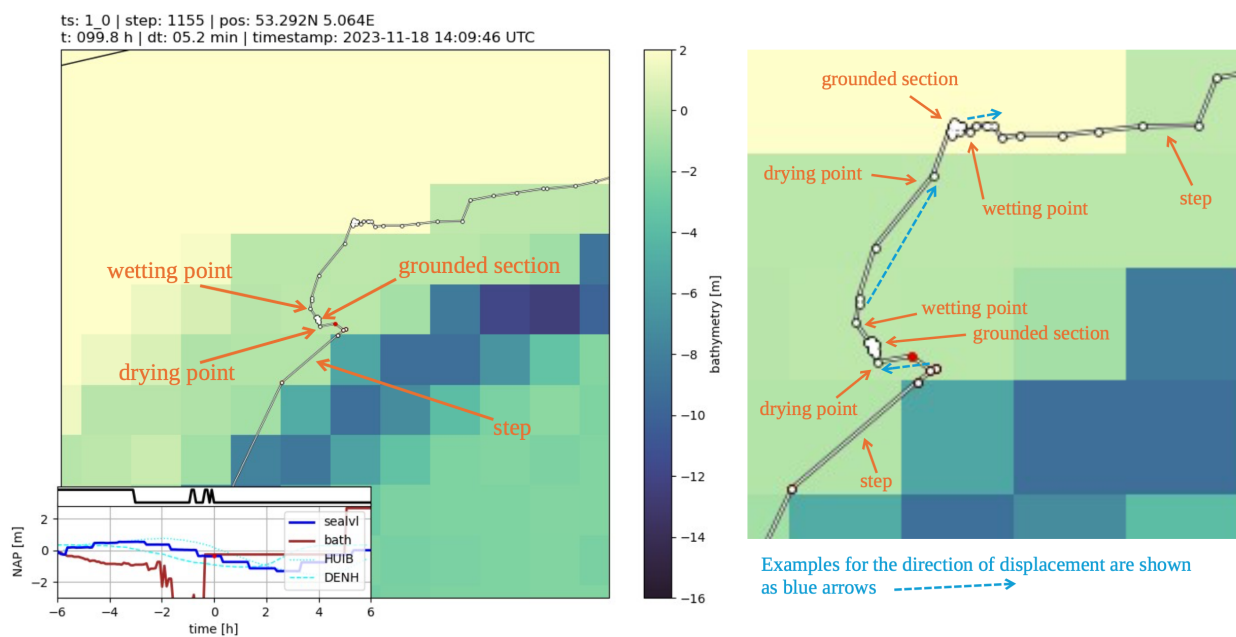 ts: 1_0 | step: 1155 | pos: 53.292N 5.064E
t: 099.8 h | dt: 05.2 min | timestamp: 2023-11-18 14:09:46 UTC
wetting point
grounded section
drying point
step
2
0
−2
−4
−6
−8
−10
−12
−14
−16
bathymetry [m]
NAP [m]
2
0
−2
sealvl
bath
HUIB
DENH
−6
−4
−2
0
2
4
6
time [h]
grounded section
drying point
wetting point
step
wetting point
grounded section
drying point
step
Examples for the direction of displacement are shown
as blue arrows